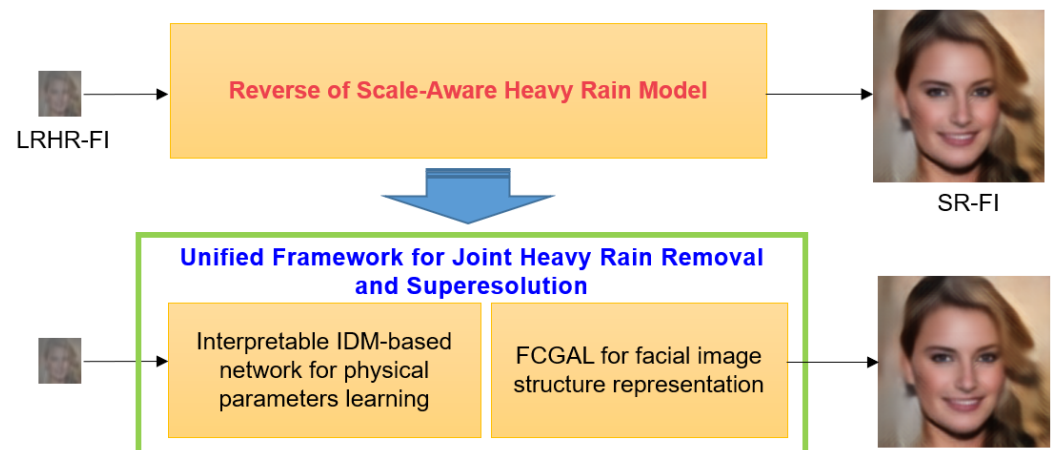 Reverse of Scale-Aware Heavy Rain Model
LRHR-FI
SR-FI
Unified Framework for Joint Heavy Rain Removal
and Superesolution
Interpretable IDM-based
network for physical
parameters learning
FCGAL for facial image
structure representation